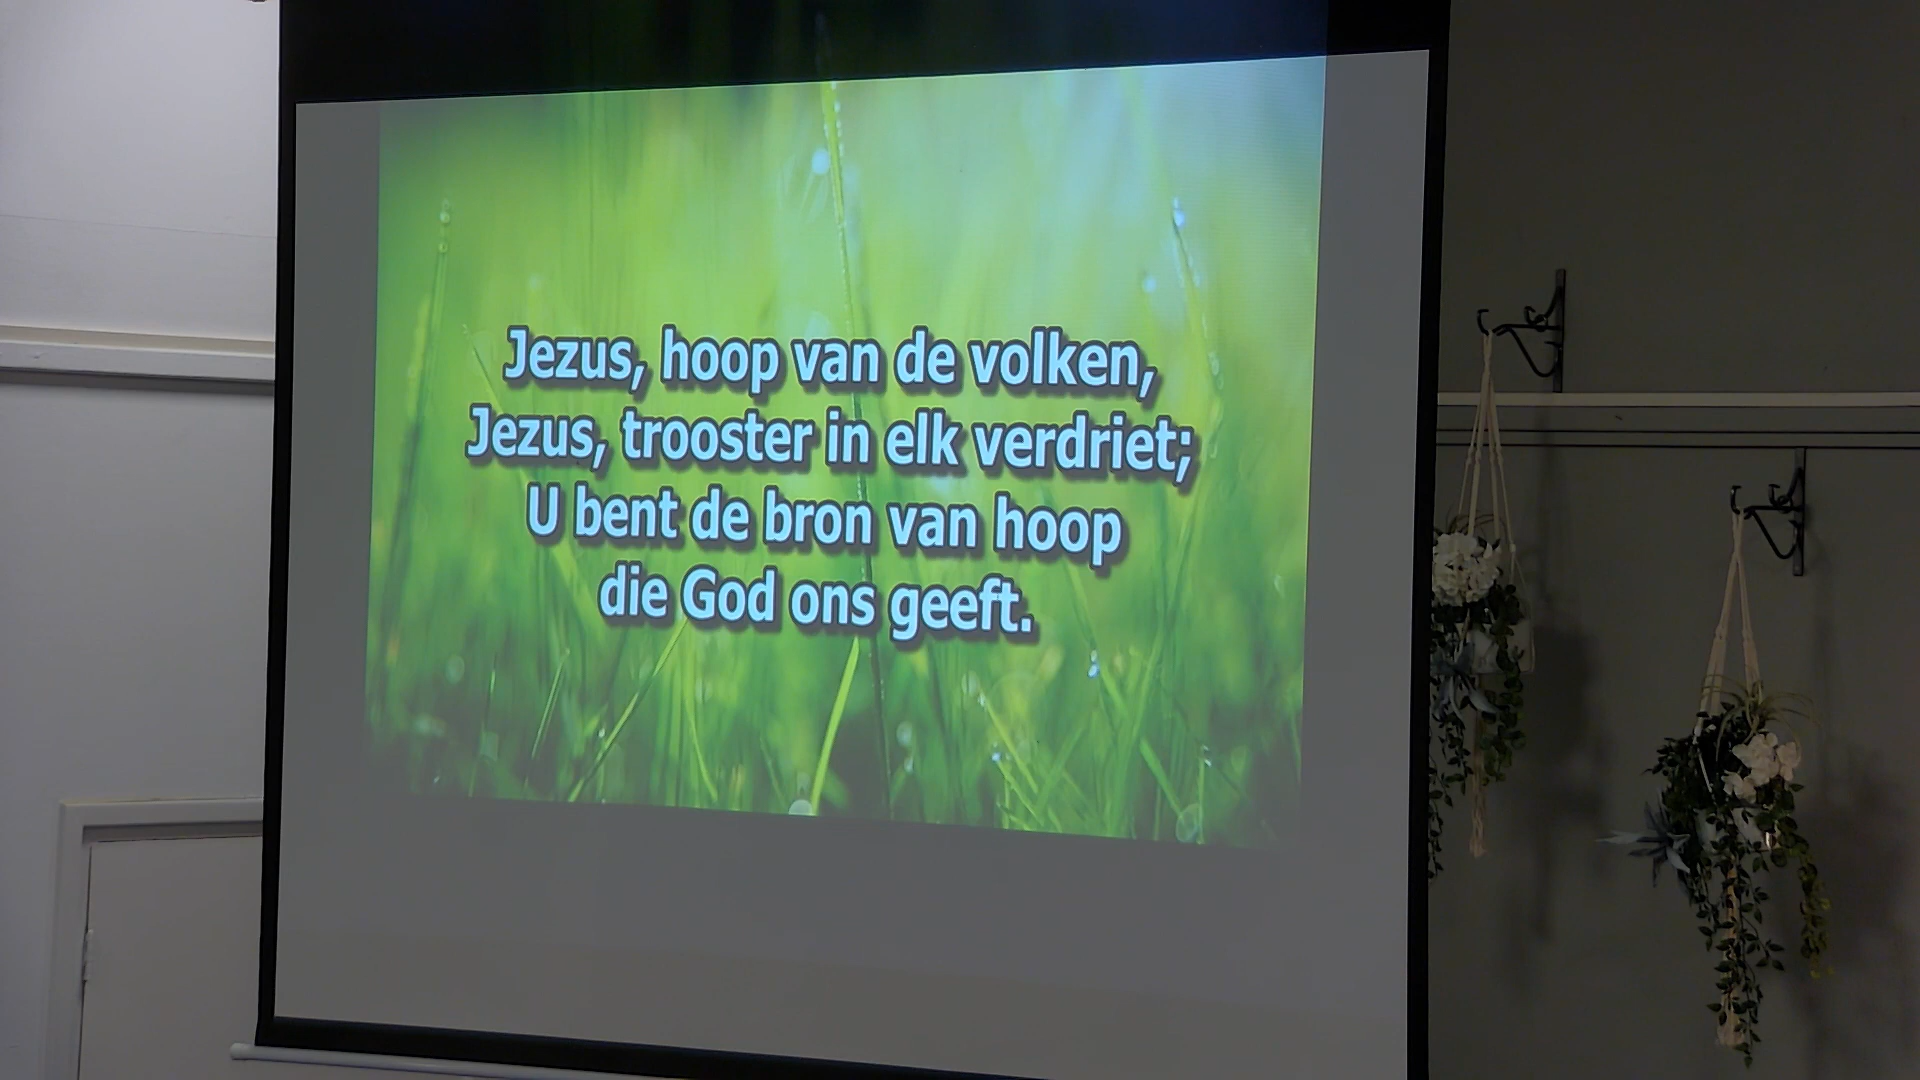 Jezus, hoop van de volken,
Jezus, trooster in elk verdriet;
U bent de bron van hoop
die God ons geeft.